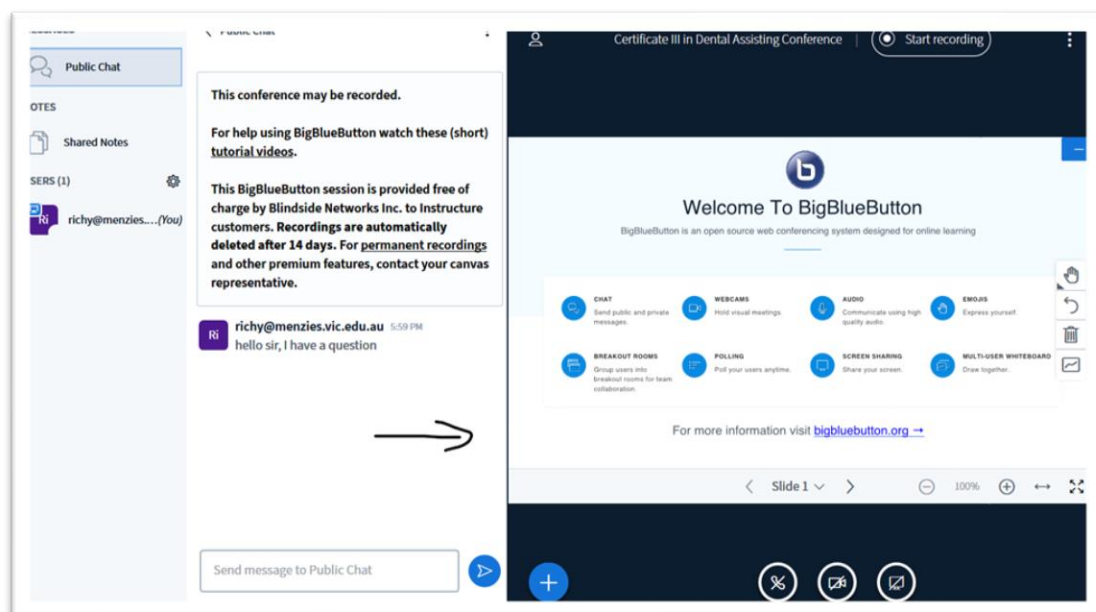 Public Chat
OTES
Shared Notes
SERS (1)
Ri
richy@menzies....(You)
Public Chat
This conference may be recorded.
For help using BigBlueButton watch these (short)
tutorial videos.
This BigBlueButton session is provided free of
charge by Blindside Networks Inc. to Instructure
customers. Recordings are automatically
deleted after 14 days. For permanent recordings
and other premium features, contact your canvas
representative.
Ri
richy@menzies.vic.edu.au 5:59 PM
hello sir, I have a question
Send message to Public Chat
Certificate III in Dental Assisting Conference
Start recording
b
Welcome To BigBlueButton
BigBlueButton is an open source web conferencing system designed for online learning
CHAT
Send public and private
messages.
WEBCAMS
Hold visual meetings.
AUDIO
Communicate using high
quality audio.
EMOJIS
Express yourself.
BREAKOUT ROOMS
Group users into
breakout rooms for team
collaboration.
POLLING
Poll your users anytime.
SCREEN SHARING
Share your screen.
MULTI-USER WHITEBOARD
Draw together.
For more information visit bigbluebutton.org →
Slide 1
100%